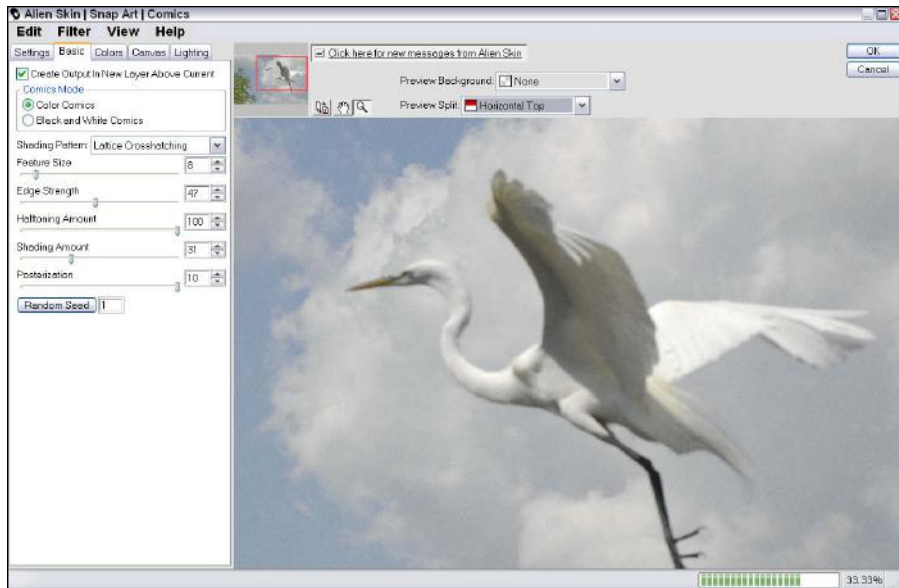 Alien Skin | Snap Art | Comics
Edit Filter View Help
Settings Basic Colors Canvas Lighting
Create Output In New Layer Above Current
Comics Mode
Color Comics
Black and White Comics
Shading Pattern: Lattice Crosshatching
Feature Size 8
Edge Strength 47
Halftoning Amount 100
Shading Amount 31
Posterization 10
Random Seed 1
Click here for new messages from Alien Skin
Preview Background: None
Preview Split: Horizontal Top
OK
Cancel
33.33%